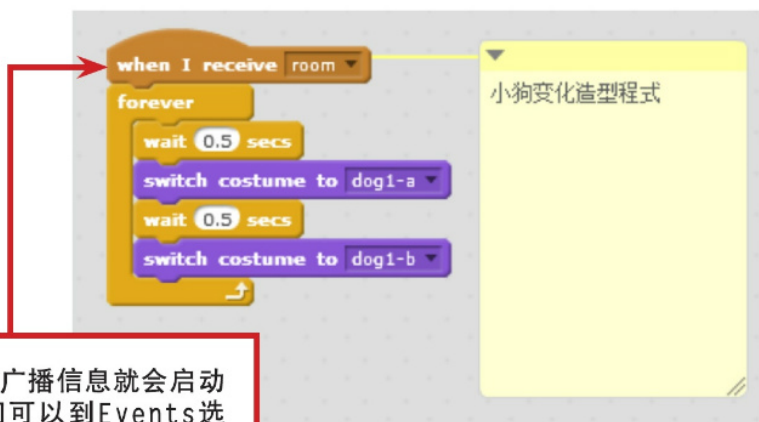 when I receive room
小狗变化造型程式
forever
wait 0.5 secs
switch costume to dog1-a
wait 0.5 secs
switch costume to dog1-b
广播信息就会启动
可以到Events选